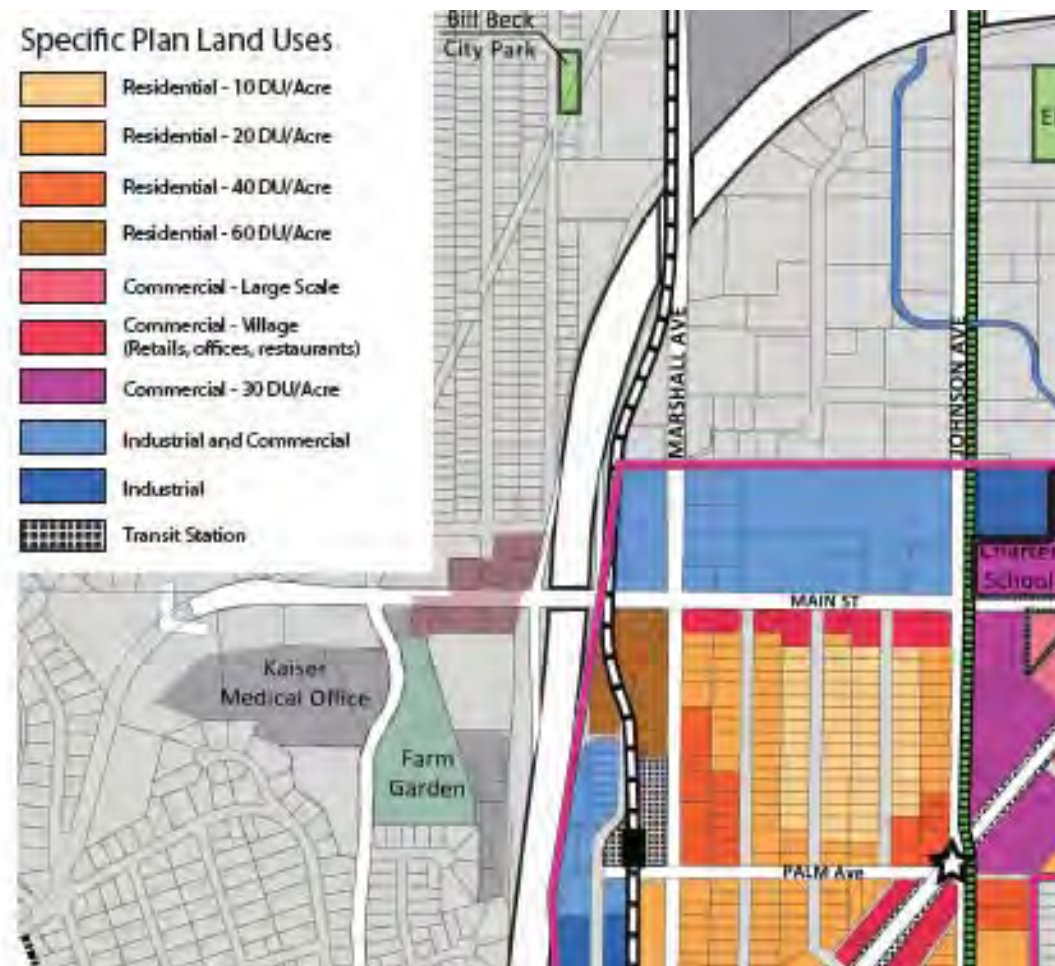 Specific Plan Land Uses
Residential - 10 DU/Acre
Residential - 20 DU/Acre
Residential - 40 DU/Acre
Residential - 60 DU/Acre
Commercial - Large Scale
Commercial - Village
(Retails, offices, restaurants)
Commercial - 30 DU/Acre
Industrial and Commercial
Industrial
Transit Station
Bill Beck
City Park
E
MARSHALL AVE
JOHNSON AVE
Charter
School
MAIN ST
Kaiser
Medical Office
Farm
Garden
PALM Ave